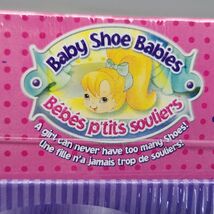 Baby Shoe Babies
Bébés p'tits souliers
A girl can never have too many Shoes!
Une fille n'a jamais trop de souliers!